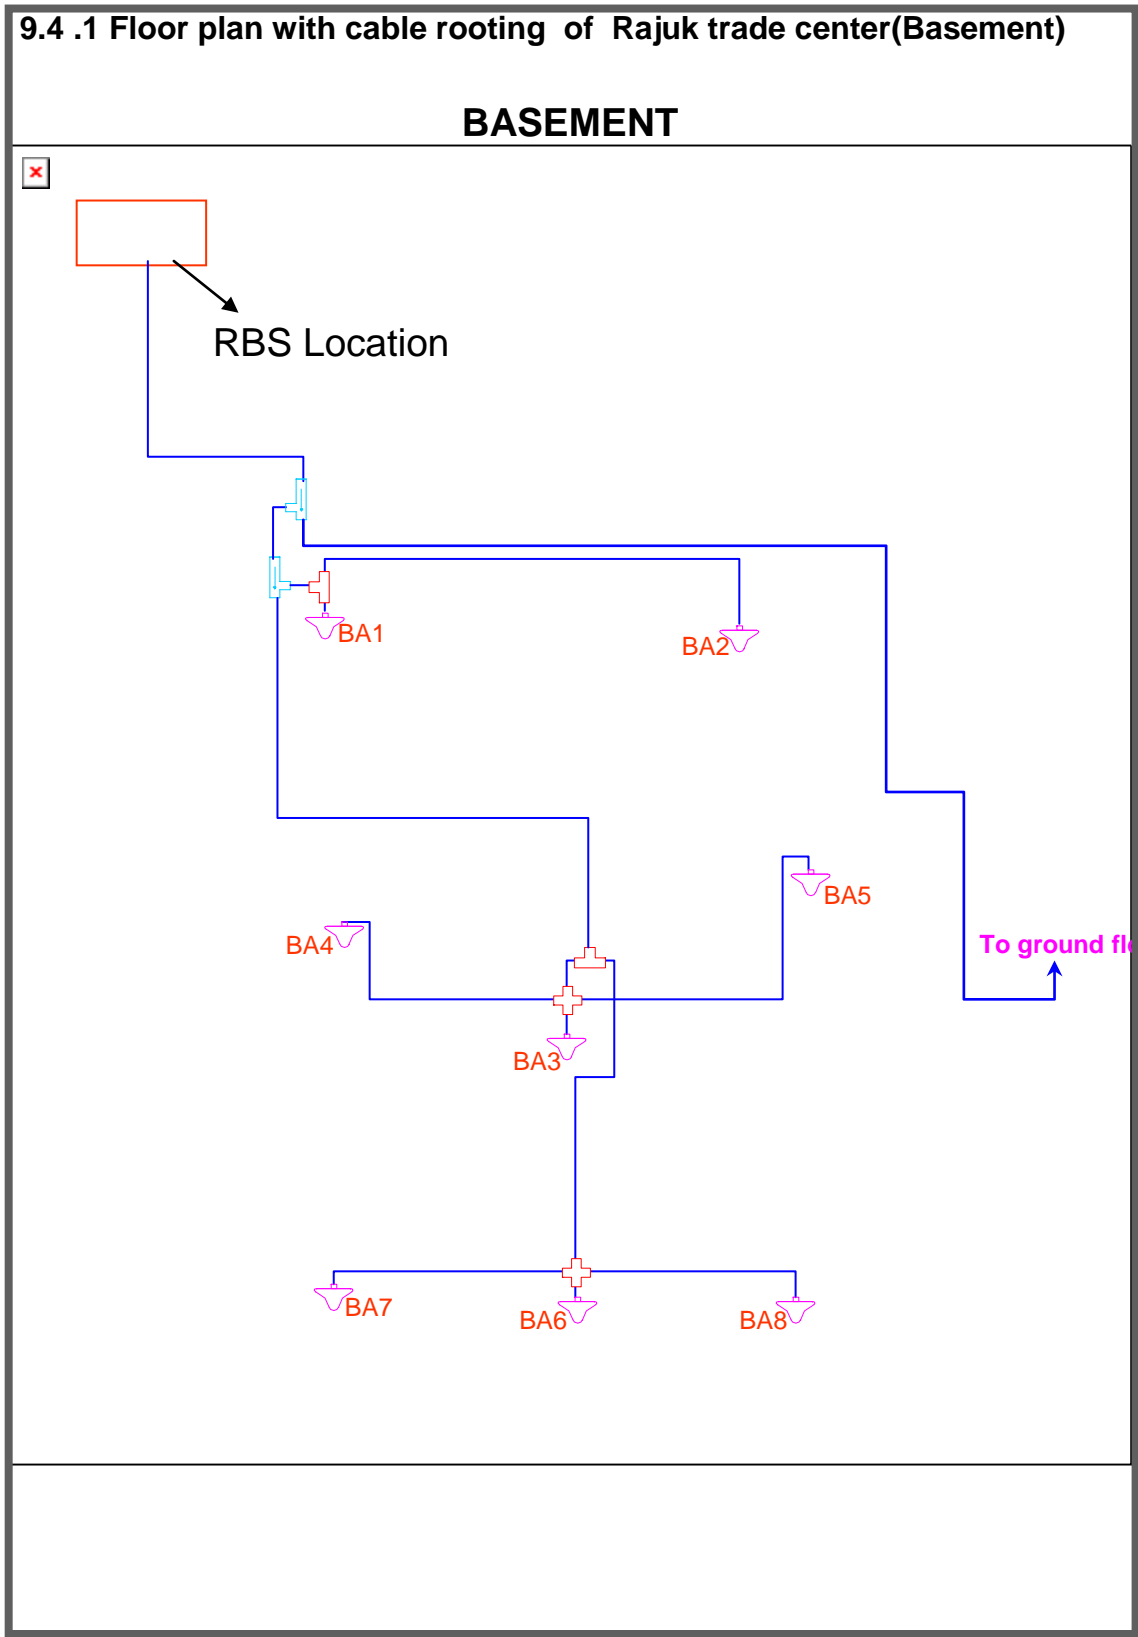 9.4 .1 Floor plan with cable rooting of Rajuk trade center(Basement)
BASEMENT
RBS Location
BA1
BA2
BA5
BA4
To ground
BA3
BA7
BA6
BA8